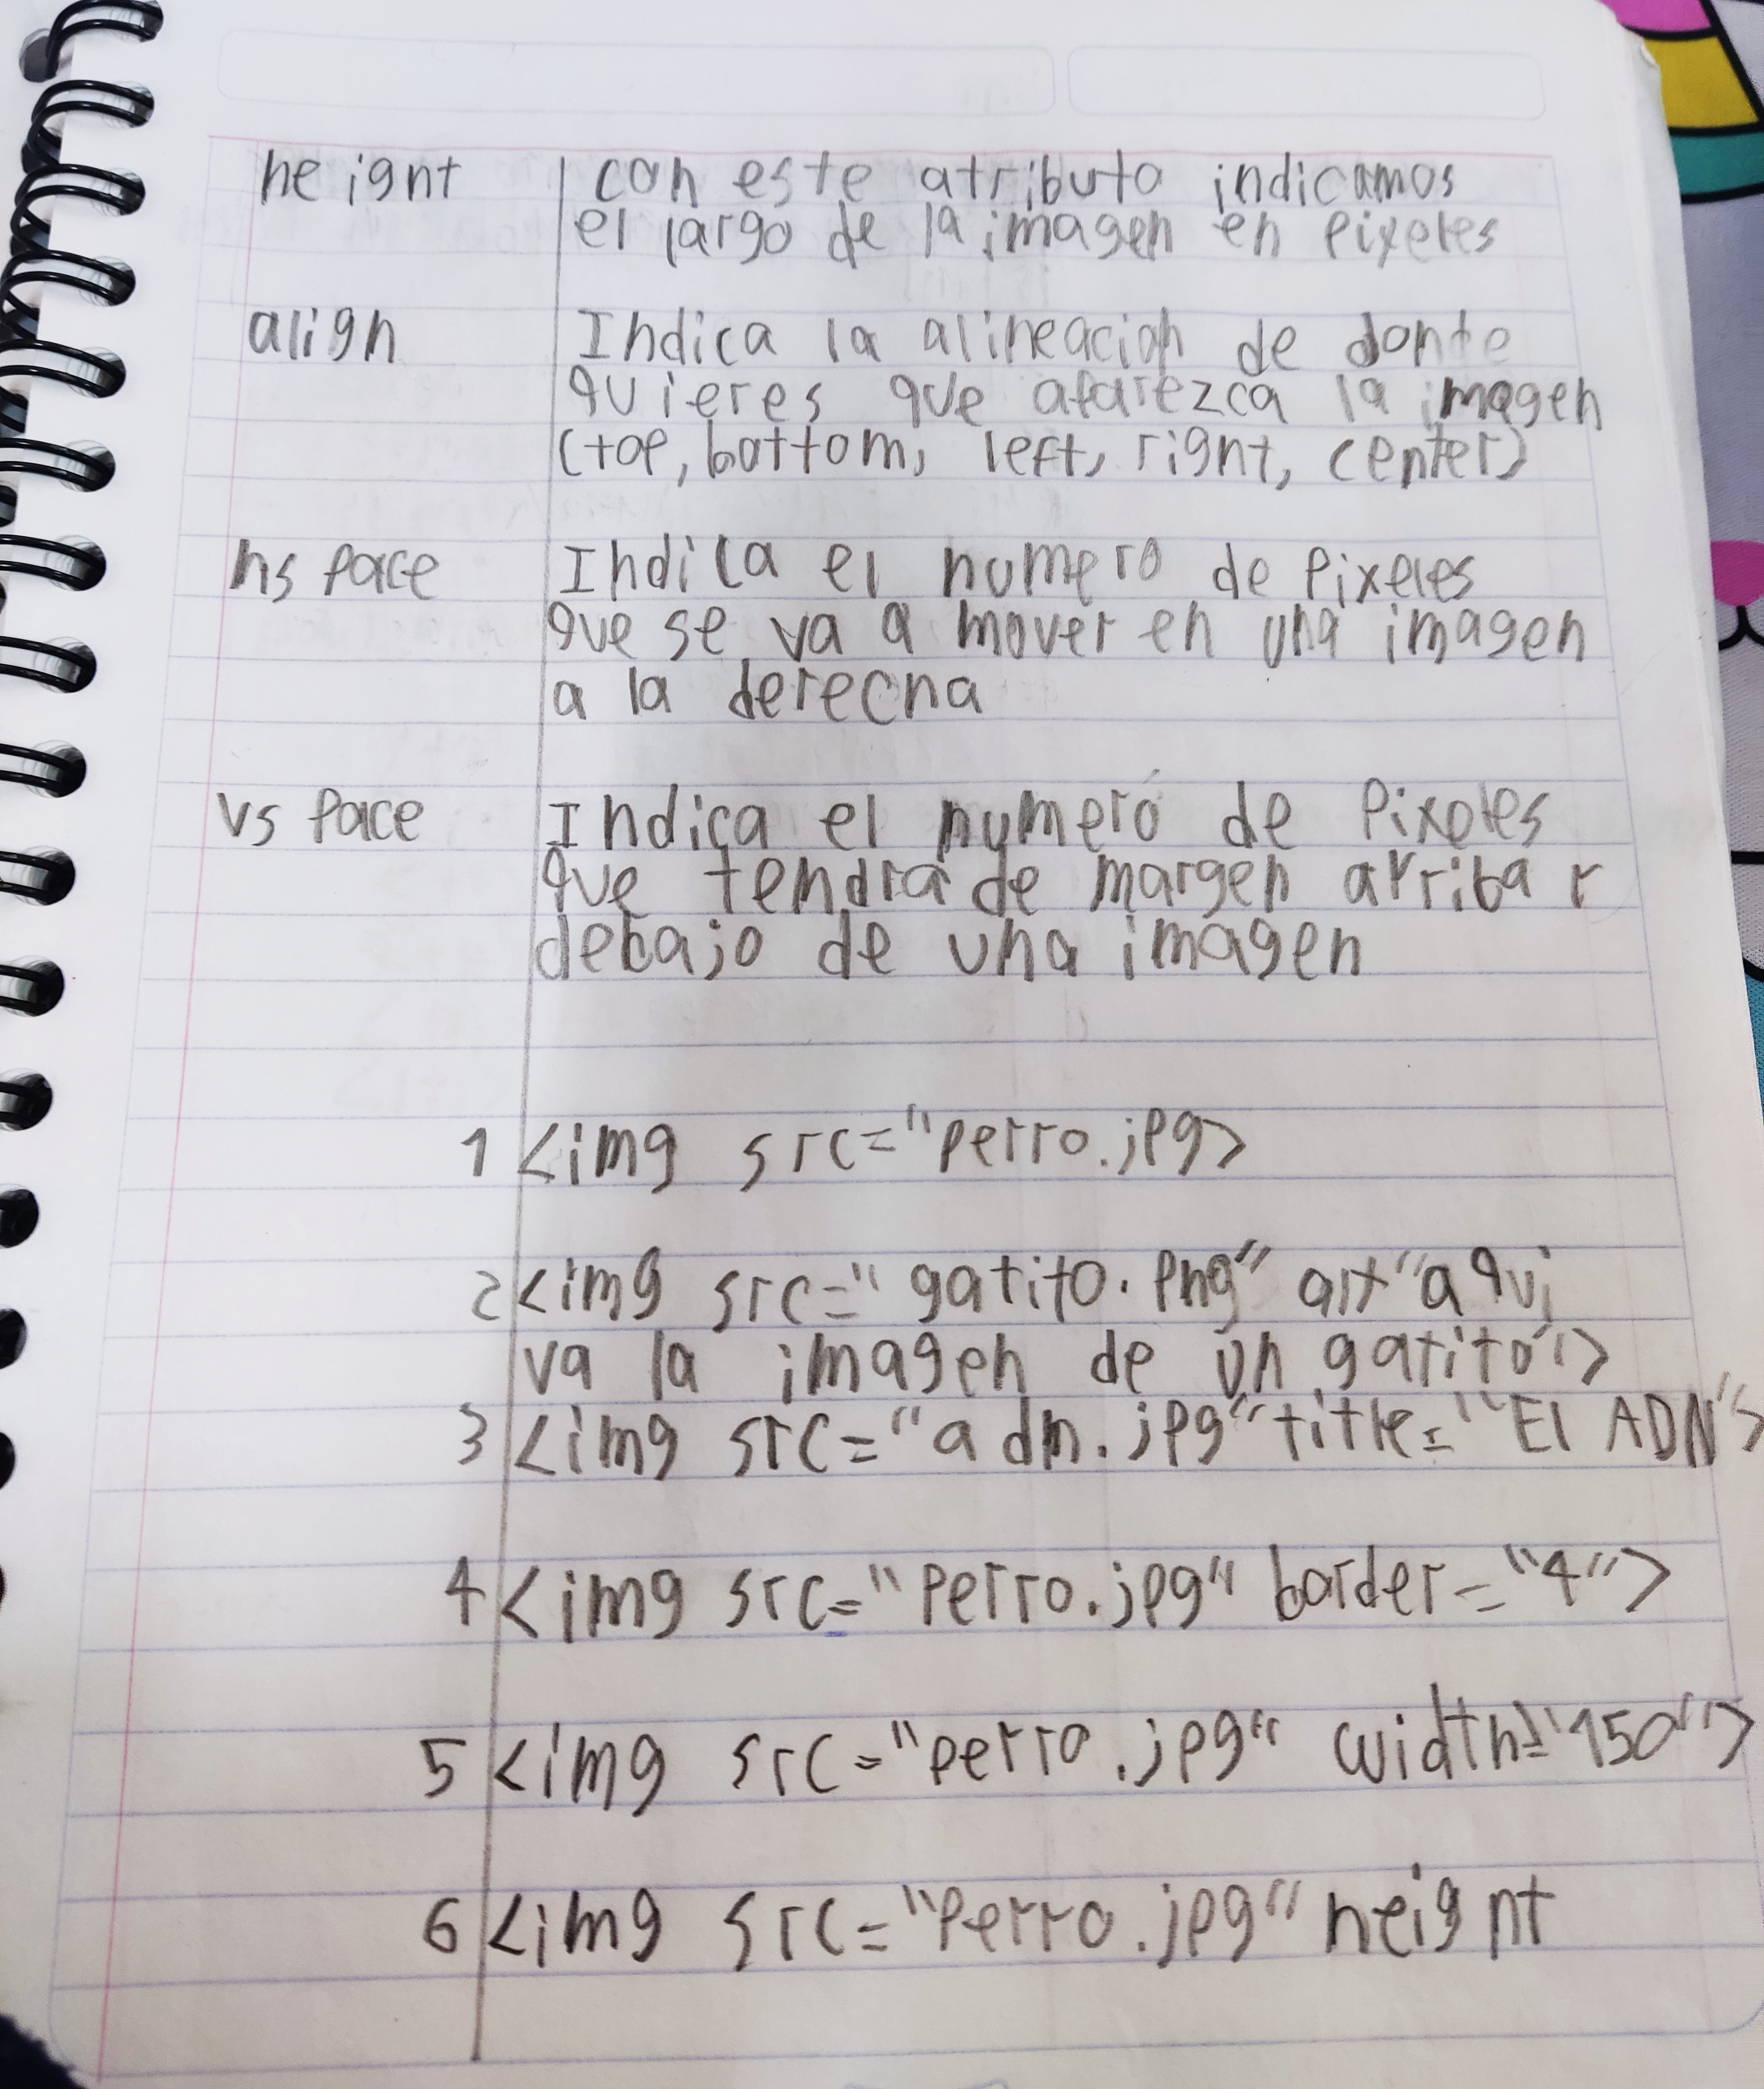 height con este atributo indicamos
el largo de la imagen en pixeles
align Indica la alineacion de donte
quieres que aparezca la imagen
(top, bottom, left, right, center)
hs pace Indica el numero de pixeles
que se va a mover en una imagen
a la derecha
vs pace Indica el numeró de pixeles
que tendrá de margen arriba y
debajo de una imagen
1 <img src="perro.jpg>
2 <img src="gatito.png" alt"aqui
va la imagen de un gatito">
3 <img src="adn.jpg"title="El ADN">
4 <img src="perro.jpg" border="4">
5 <img src="perro.jpg" width="150">
6 <img src="perro.jpg" height